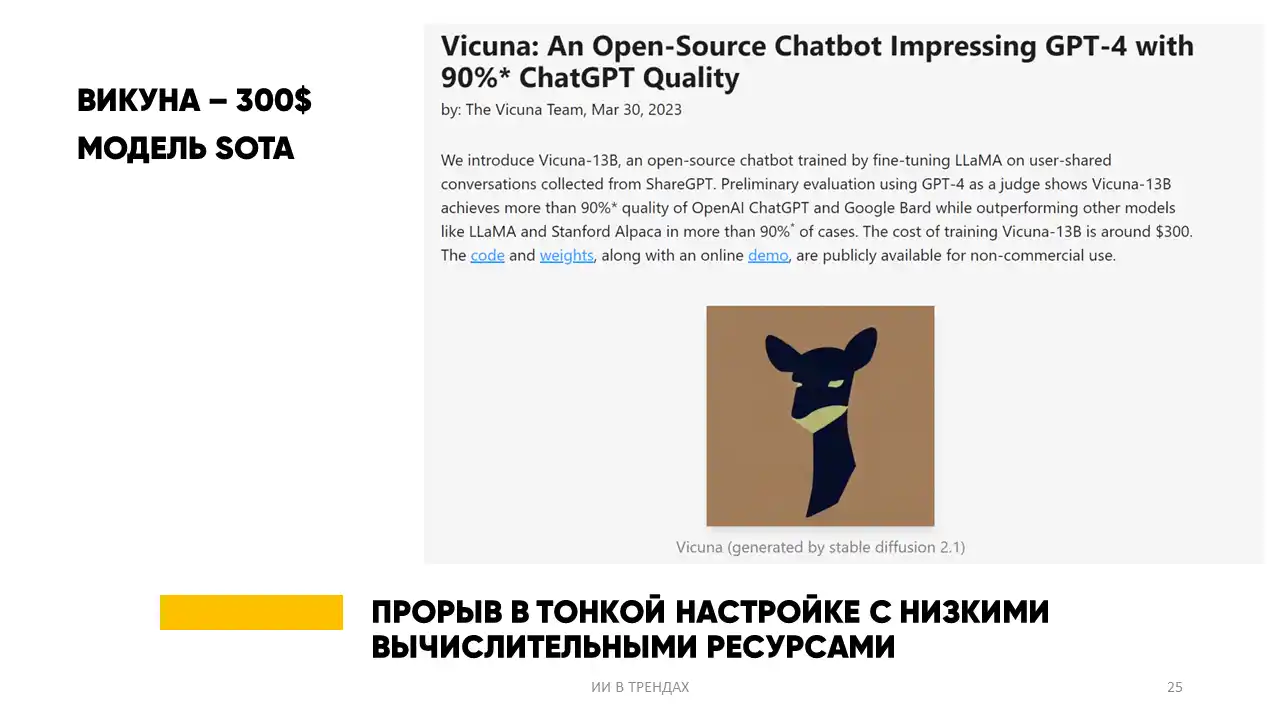 ВИКУНА – 300$
МОДЕЛЬ SOTA
Vicuna: An Open-Source Chatbot Impressing GPT-4 with
90%* ChatGPT Quality
by: The Vicuna Team, Mar 30, 2023
We introduce Vicuna-13B, an open-source chatbot trained by fine-tuning LLaMA on user-shared
conversations collected from ShareGPT. Preliminary evaluation using GPT-4 as a judge shows Vicuna-13B
achieves more than 90%* quality of OpenAI ChatGPT and Google Bard while outperforming other models
like LLaMA and Stanford Alpaca in more than 90%* of cases. The cost of training Vicuna-13B is around $300.
The code and weights, along with an online demo, are publicly available for non-commercial use.
Vicuna (generated by stable diffusion 2.1)
ПРОРЫВ В ТОНКОЙ НАСТРОЙКЕ С НИЗКИМИ
ВЫЧИСЛИТЕЛЬНЫМИ РЕСУРСАМИ
ИИ В ТРЕНДАХ
25